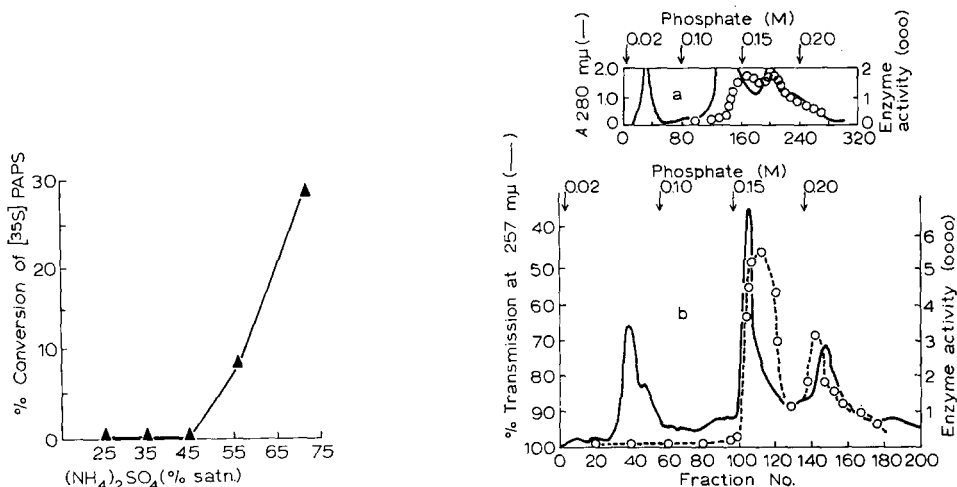 % Conversion of [35S] PAPS
30
20
10
0
25 35 45 55 65 75
(NH4)2SO4(% satn.)
Phosphate (M)
0.02 0.10 0.15 0.20
A 280 mμ (—)
2.0
1.0
0
a
2
1
0
Enzyme activity (ooo)
0 80 160 240 320
Phosphate (M)
0.02 0.10 0.15 0.20
% Transmission at 257 mμ (—)
40
50
60
70
80
90
100
b
6
5
4
3
2
1
Enzyme activity (oooo)
0 20 40 60 80 100 120 140 160 180 200
Fraction No.